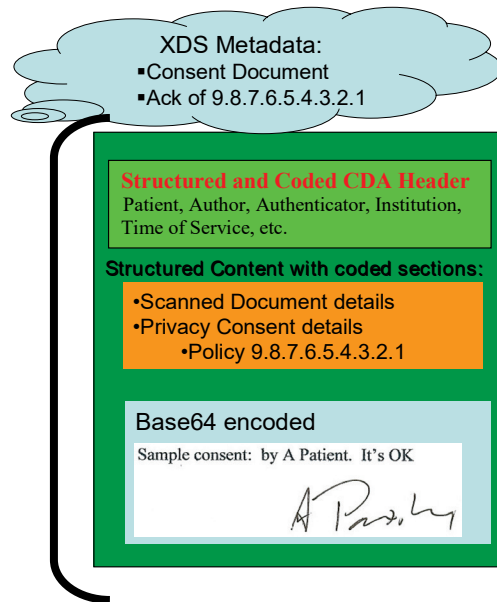 XDS Metadata:
▪Consent Document
▪Ack of 9.8.7.6.5.4.3.2.1
Structured and Coded CDA Header
Patient, Author, Authenticator, Institution,
Time of Service, etc.
Structured Content with coded sections:
•Scanned Document details
•Privacy Consent details
•Policy 9.8.7.6.5.4.3.2.1
Base64 encoded
Sample consent: by A Patient. It's OK